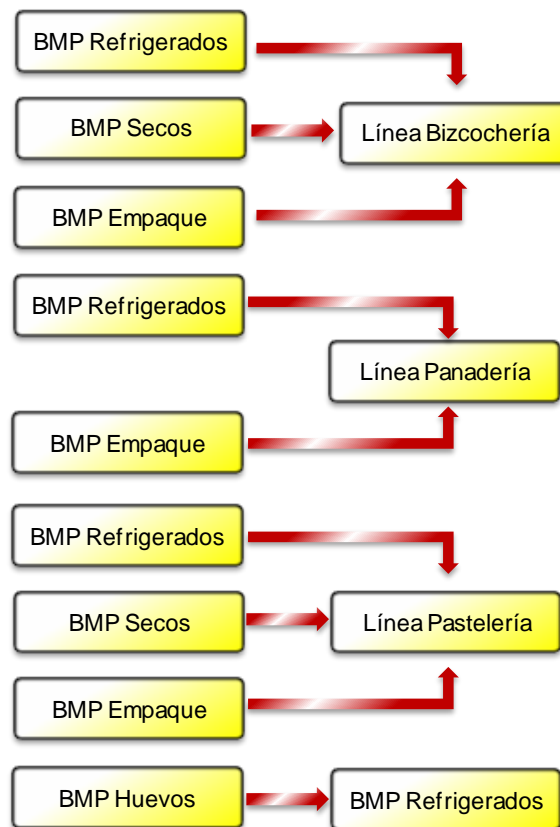 BMP Refrigerados
BMP Secos
Línea Bizcochería
BMP Empaque
BMP Refrigerados
Línea Panadería
BMP Empaque
BMP Refrigerados
BMP Secos
Línea Pastelería
BMP Empaque
BMP Huevos
BMP Refrigerados